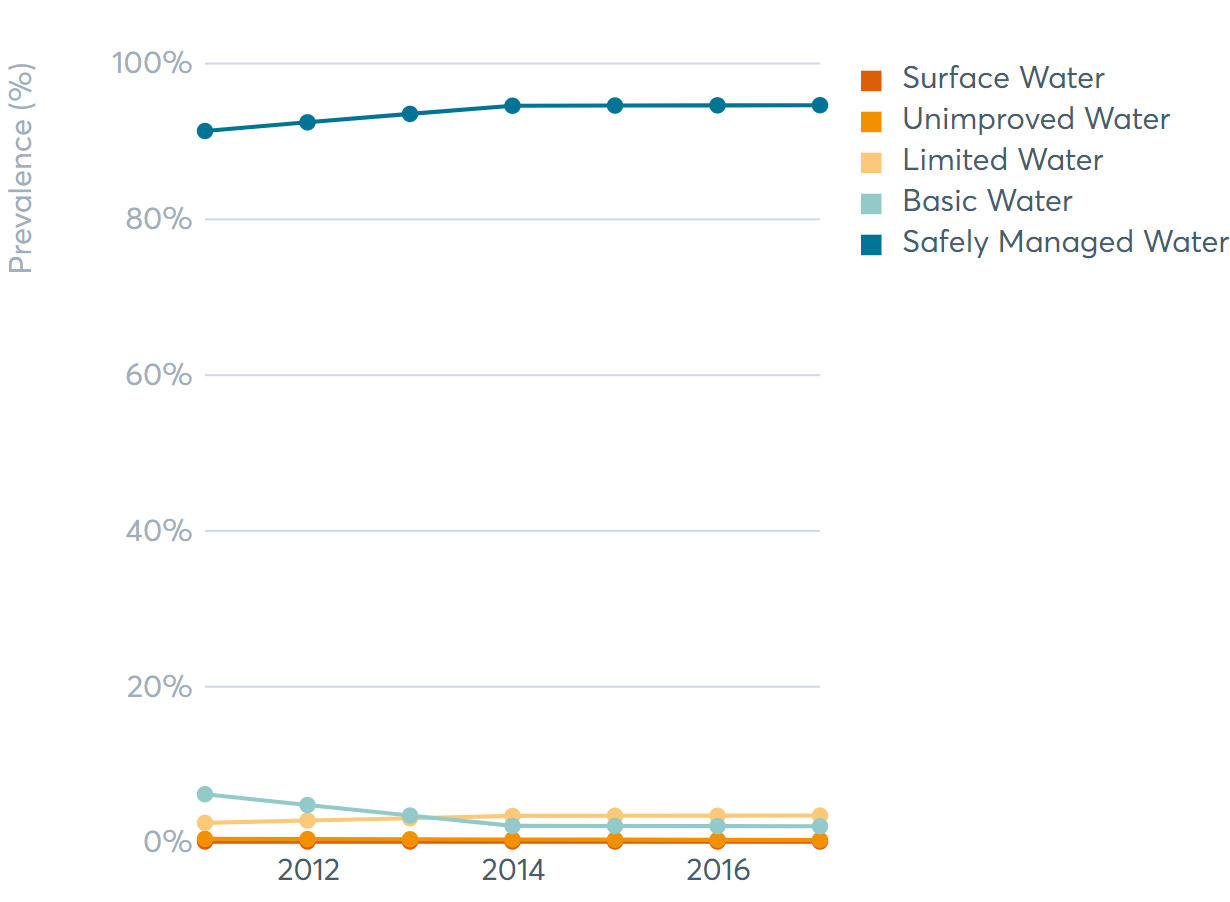 Prevalence (%)
100%
80%
60%
40%
20%
0%
2012
2014
2016
Surface Water
Unimproved Water
Limited Water
Basic Water
Safely Managed Water